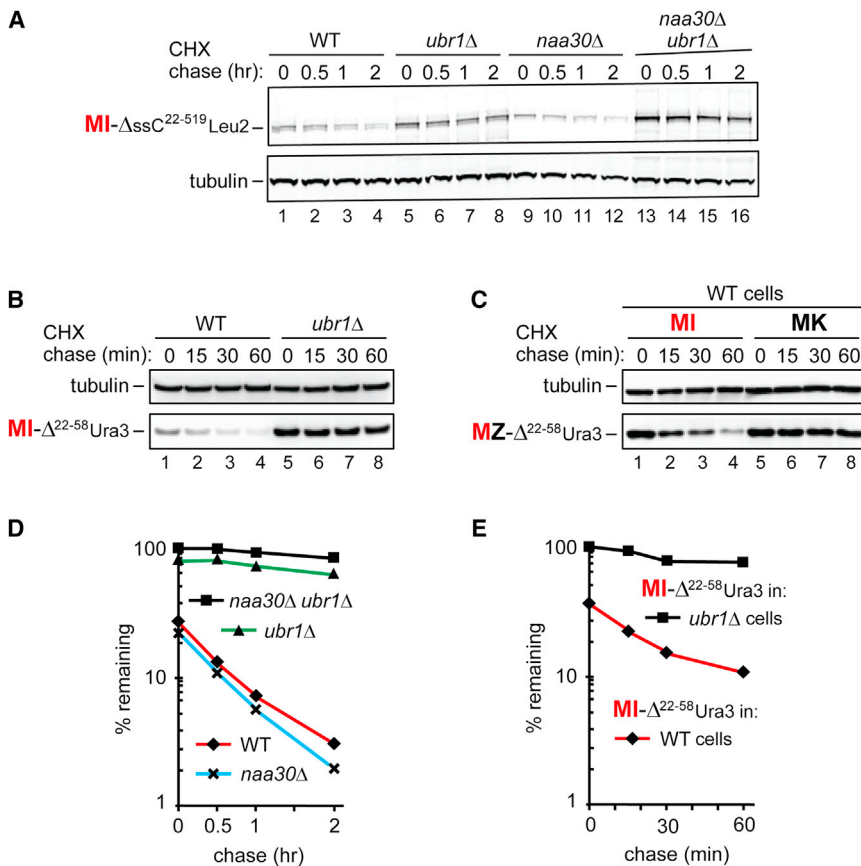 A
CHX
chase (hr):
WT
ubr1Δ
naa30Δ
naa30Δ
ubr1Δ
0 0.5 1 2 0 0.5 1 2 0 0.5 1 2 0 0.5 1 2
MI-ΔssC22-519Leu2
tubulin
1 2 3 4 5 6 7 8 9 10 11 12 13 14 15 16
B
CHX
chase (min):
WT
ubr1Δ
0 15 30 60 0 15 30 60
tubulin
MI-Δ22-58Ura3
1 2 3 4 5 6 7 8
C
WT cells
CHX
chase (min):
MI
MK
0 15 30 60 0 15 30 60
tubulin
MZ-Δ22-58Ura3
1 2 3 4 5 6 7 8
D
% remaining
100
10
1
naa30Δ ubr1Δ
ubr1Δ
WT
naa30Δ
0 0.5 1 2
chase (hr)
E
% remaining
100
10
1
MI-Δ22-58Ura3 in:
ubr1Δ cells
MI-Δ22-58Ura3 in:
WT cells
0 30 60
chase (min)